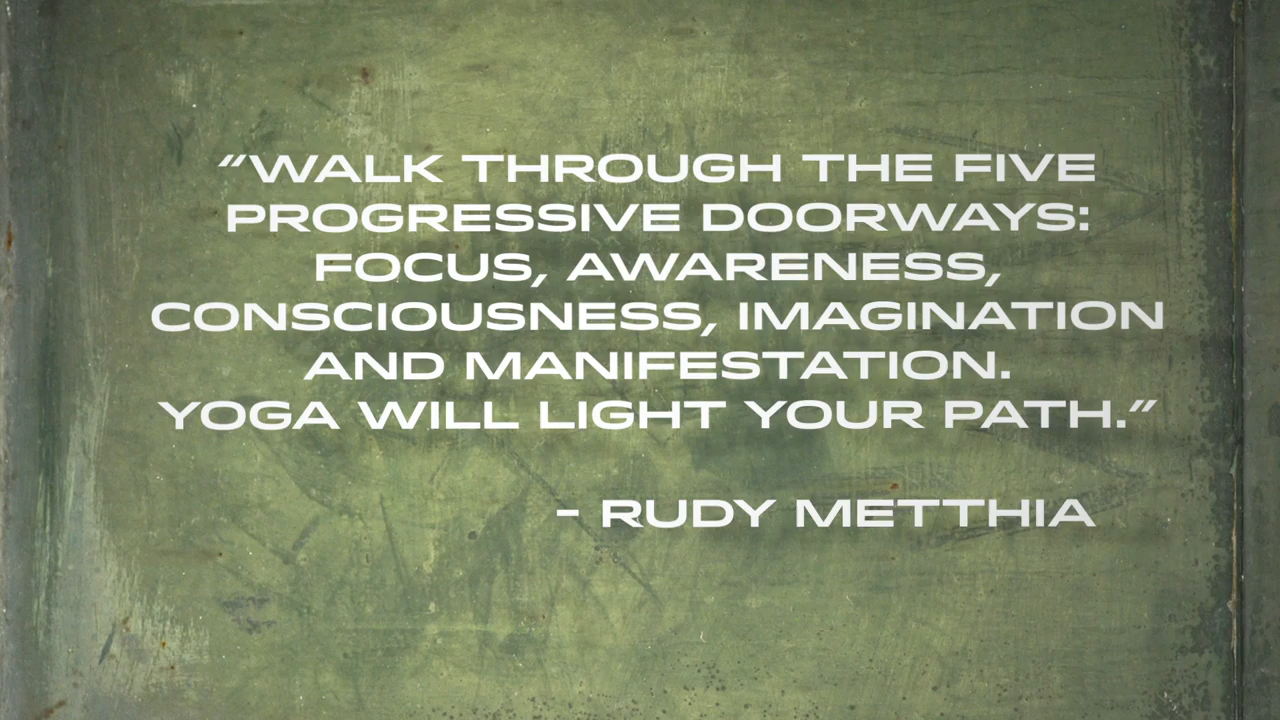 “WALK THROUGH THE FIVE
PROGRESSIVE DOORWAYS:
FOCUS, AWARENESS,
CONSCIOUSNESS, IMAGINATION
AND MANIFESTATION.
YOGA WILL LIGHT YOUR PATH.”
- RUDY METTHIA